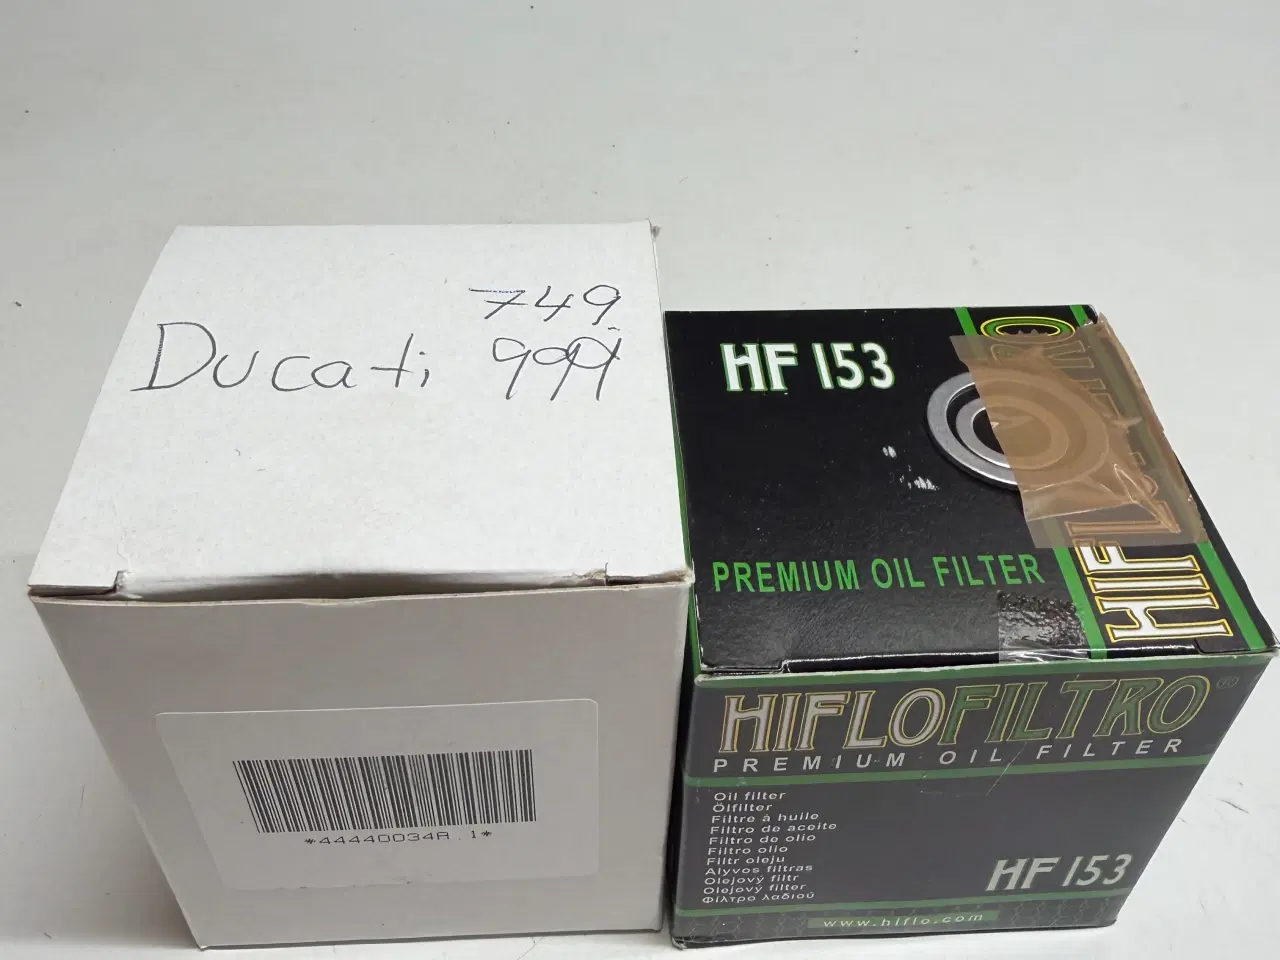 749
Ducati 999
*44440034A.1*
HF 153
PREMIUM OIL FILTER
HIFLOFILTRO
HIFLOFILTRO®
PREMIUM OIL FILTER
Oil filter
Ölfilter
Filtre à huile
Filtro de aceite
Filtro de olio
Filtro olio
Filtr oleju
Alyvos filtras
Olejový filtr
Olejový filter
Φίλτρο λαδιού
HF 153
www.hiflo.com